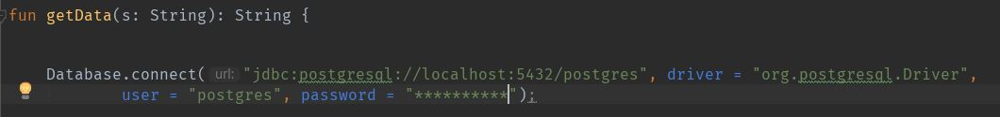 fun getData(s: String): String {
Database.connect( url: "jdbc:postgresql://localhost:5432/postgres", driver = "org.postgresql.Driver",
user = "postgres", password = "**********");